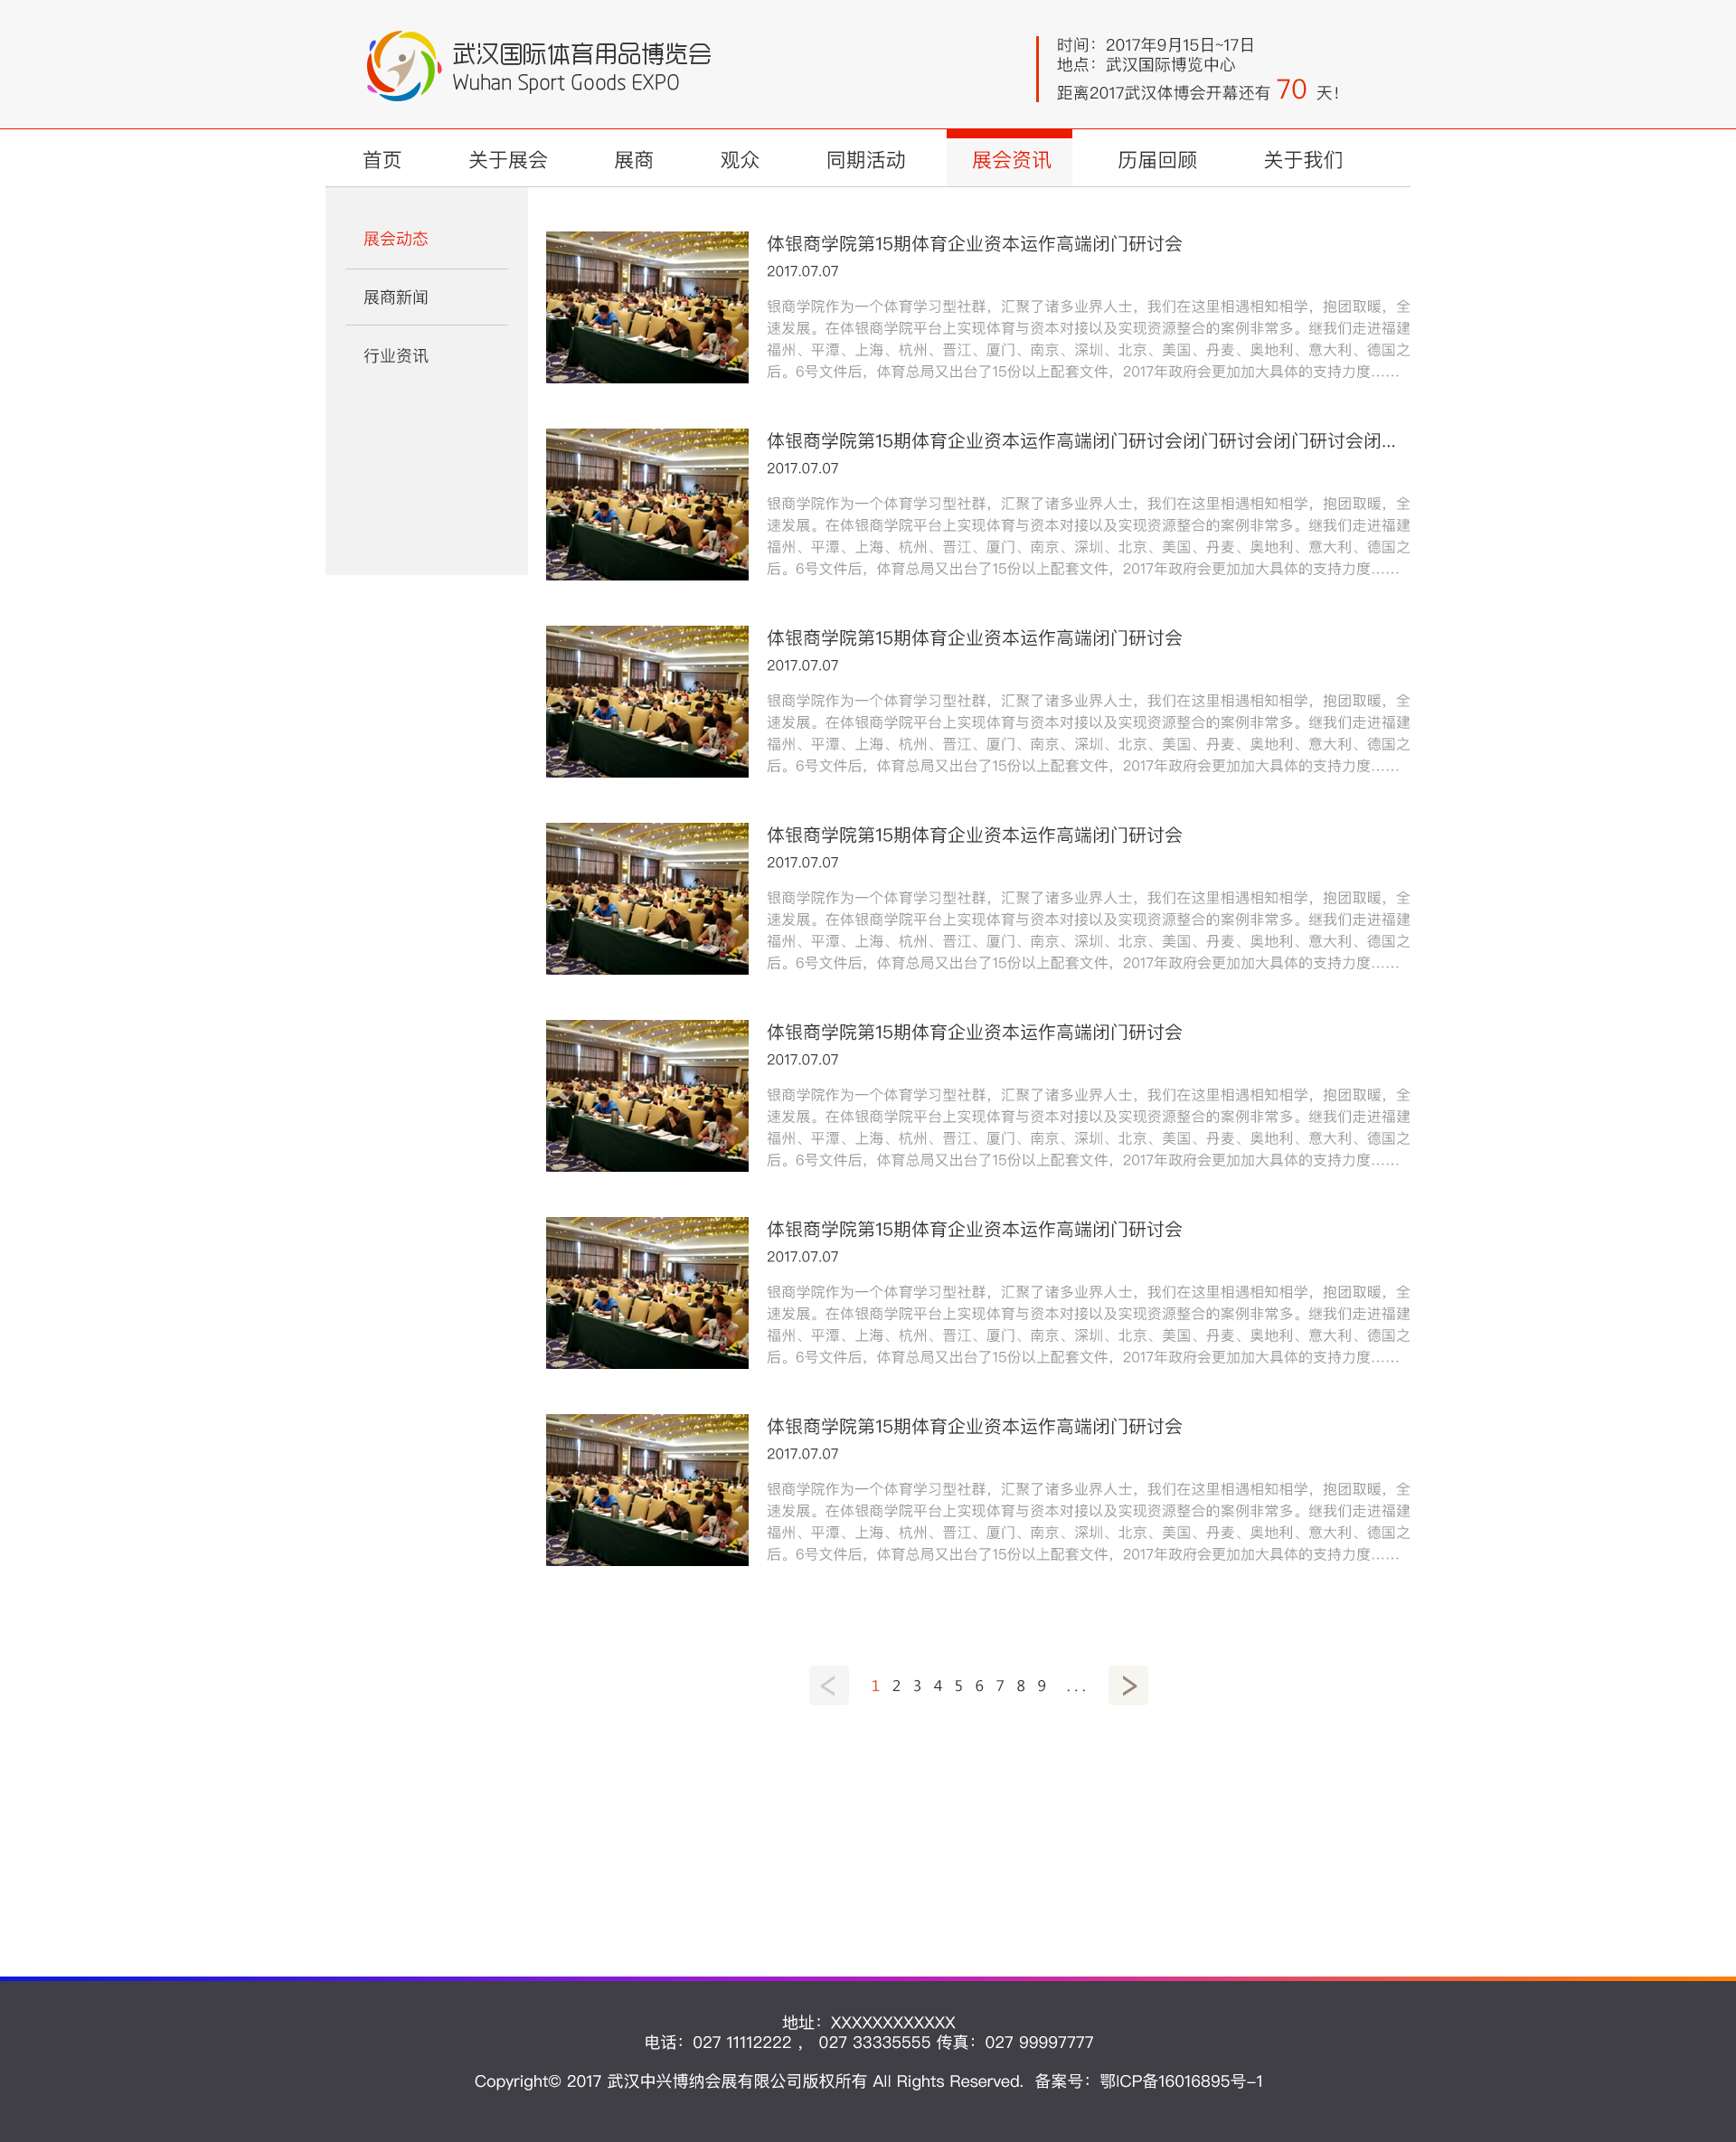 武汉国际体育用品博览会
Wuhan Sport Goods EXPO
时间：2017年9月15日~17日
地点：武汉国际博览中心
距离2017武汉体博会开幕还有 70 天！
首页 关于展会 展商 观众 同期活动 展会资讯 历届回顾 关于我们
展会动态
展商新闻
行业资讯
体银商学院第15期体育企业资本运作高端闭门研讨会
2017.07.07
银商学院作为一个体育学习型社群，汇聚了诸多业界人士，我们在这里相遇相知相学，抱团取暖，全
速发展。在体银商学院平台上实现体育与资本对接以及实现资源整合的案例非常多。继我们走进福建
福州、平潭、上海、杭州、晋江、厦门、南京、深圳、北京、美国、丹麦、奥地利、意大利、德国之
后。6号文件后，体育总局又出台了15份以上配套文件，2017年政府会更加加大具体的支持力度……
体银商学院第15期体育企业资本运作高端闭门研讨会闭门研讨会闭门研讨会闭...
2017.07.07
银商学院作为一个体育学习型社群，汇聚了诸多业界人士，我们在这里相遇相知相学，抱团取暖，全
速发展。在体银商学院平台上实现体育与资本对接以及实现资源整合的案例非常多。继我们走进福建
福州、平潭、上海、杭州、晋江、厦门、南京、深圳、北京、美国、丹麦、奥地利、意大利、德国之
后。6号文件后，体育总局又出台了15份以上配套文件，2017年政府会更加加大具体的支持力度……
体银商学院第15期体育企业资本运作高端闭门研讨会
2017.07.07
银商学院作为一个体育学习型社群，汇聚了诸多业界人士，我们在这里相遇相知相学，抱团取暖，全
速发展。在体银商学院平台上实现体育与资本对接以及实现资源整合的案例非常多。继我们走进福建
福州、平潭、上海、杭州、晋江、厦门、南京、深圳、北京、美国、丹麦、奥地利、意大利、德国之
后。6号文件后，体育总局又出台了15份以上配套文件，2017年政府会更加加大具体的支持力度……
体银商学院第15期体育企业资本运作高端闭门研讨会
2017.07.07
银商学院作为一个体育学习型社群，汇聚了诸多业界人士，我们在这里相遇相知相学，抱团取暖，全
速发展。在体银商学院平台上实现体育与资本对接以及实现资源整合的案例非常多。继我们走进福建
福州、平潭、上海、杭州、晋江、厦门、南京、深圳、北京、美国、丹麦、奥地利、意大利、德国之
后。6号文件后，体育总局又出台了15份以上配套文件，2017年政府会更加加大具体的支持力度……
体银商学院第15期体育企业资本运作高端闭门研讨会
2017.07.07
银商学院作为一个体育学习型社群，汇聚了诸多业界人士，我们在这里相遇相知相学，抱团取暖，全
速发展。在体银商学院平台上实现体育与资本对接以及实现资源整合的案例非常多。继我们走进福建
福州、平潭、上海、杭州、晋江、厦门、南京、深圳、北京、美国、丹麦、奥地利、意大利、德国之
后。6号文件后，体育总局又出台了15份以上配套文件，2017年政府会更加加大具体的支持力度……
体银商学院第15期体育企业资本运作高端闭门研讨会
2017.07.07
银商学院作为一个体育学习型社群，汇聚了诸多业界人士，我们在这里相遇相知相学，抱团取暖，全
速发展。在体银商学院平台上实现体育与资本对接以及实现资源整合的案例非常多。继我们走进福建
福州、平潭、上海、杭州、晋江、厦门、南京、深圳、北京、美国、丹麦、奥地利、意大利、德国之
后。6号文件后，体育总局又出台了15份以上配套文件，2017年政府会更加加大具体的支持力度……
体银商学院第15期体育企业资本运作高端闭门研讨会
2017.07.07
银商学院作为一个体育学习型社群，汇聚了诸多业界人士，我们在这里相遇相知相学，抱团取暖，全
速发展。在体银商学院平台上实现体育与资本对接以及实现资源整合的案例非常多。继我们走进福建
福州、平潭、上海、杭州、晋江、厦门、南京、深圳、北京、美国、丹麦、奥地利、意大利、德国之
后。6号文件后，体育总局又出台了15份以上配套文件，2017年政府会更加加大具体的支持力度……
< 1 2 3 4 5 6 7 8 9 ... >
地址：XXXXXXXXXXXX
电话：027 11112222 ， 027 33335555 传真：027 99997777
Copyright© 2017 武汉中兴博纳会展有限公司版权所有 All Rights Reserved. 备案号：鄂ICP备16016895号-1